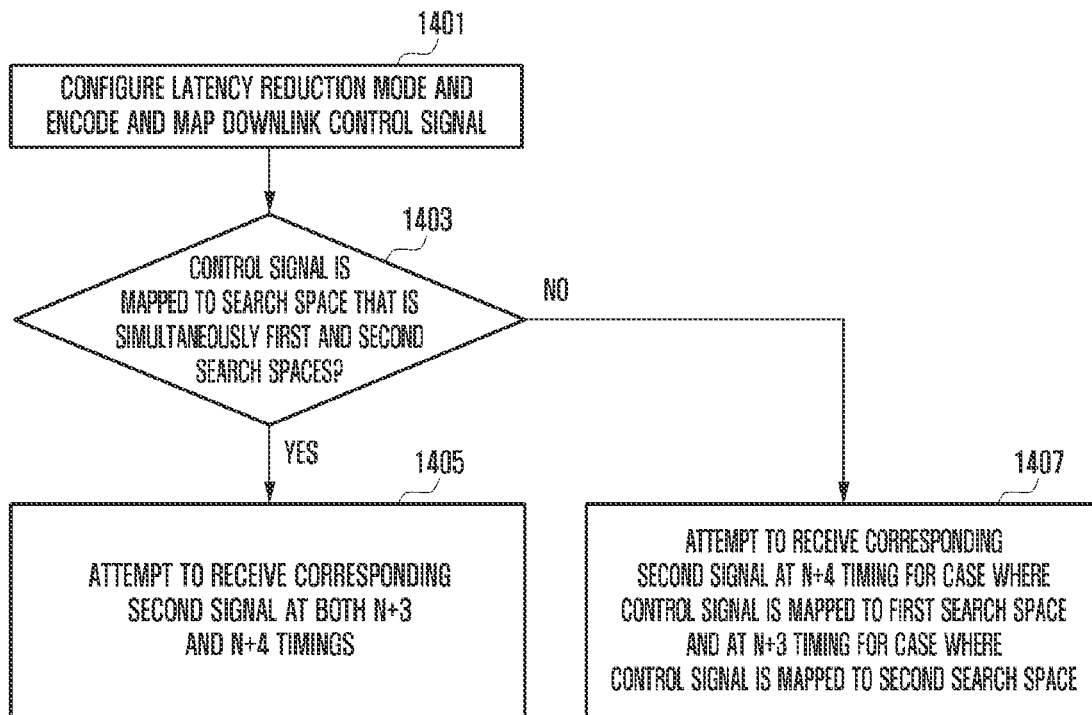 1401
CONFIGURE LATENCY REDUCTION MODE AND
ENCODE AND MAP DOWNLINK CONTROL SIGNAL
1403
CONTROL SIGNAL IS
MAPPED TO SEARCH SPACE THAT IS
SIMULTANEOUSLY FIRST AND SECOND
SEARCH SPACES?
NO
YES
1405
ATTEMPT TO RECEIVE CORRESPONDING
SECOND SIGNAL AT BOTH N+3
AND N+4 TIMINGS
1407
ATTEMPT TO RECEIVE CORRESPONDING
SECOND SIGNAL AT N+4 TIMING FOR CASE WHERE
CONTROL SIGNAL IS MAPPED TO FIRST SEARCH SPACE
AND AT N+3 TIMING FOR CASE WHERE
CONTROL SIGNAL IS MAPPED TO SECOND SEARCH SPACE